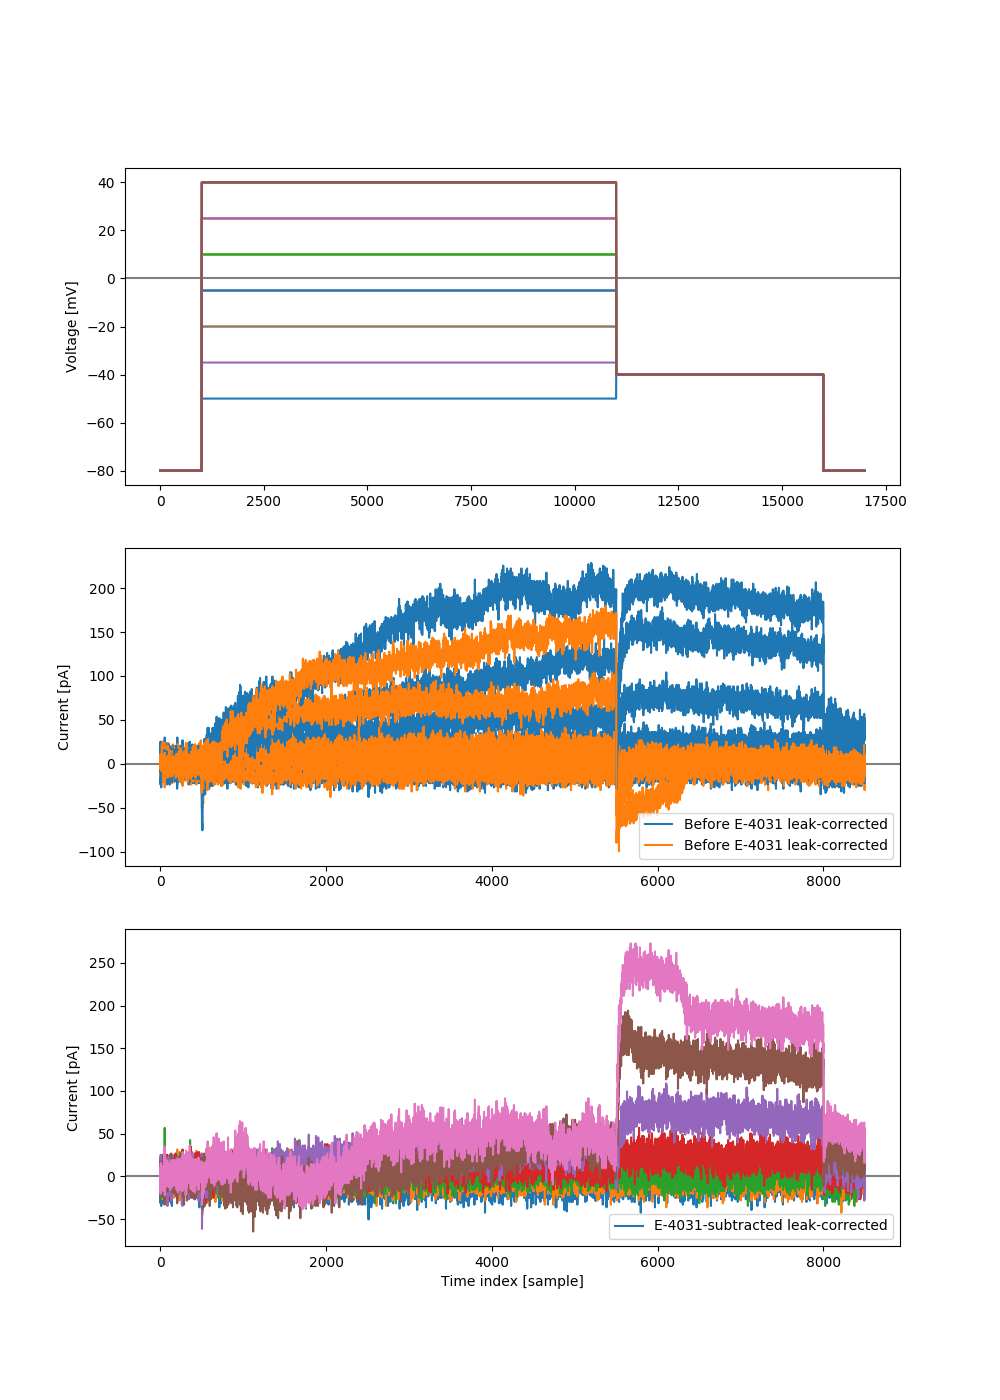 40
20
0
−20
−40
−60
−80
Voltage [mV]
0 2500 5000 7500 10000 12500 15000 17500
200
150
100
50
0
−50
−100
Current [pA]
Before E-4031 leak-corrected
Before E-4031 leak-corrected
0 2000 4000 6000 8000
250
200
150
100
50
0
−50
Current [pA]
E-4031-subtracted leak-corrected
0 2000 4000 6000 8000
Time index [sample]